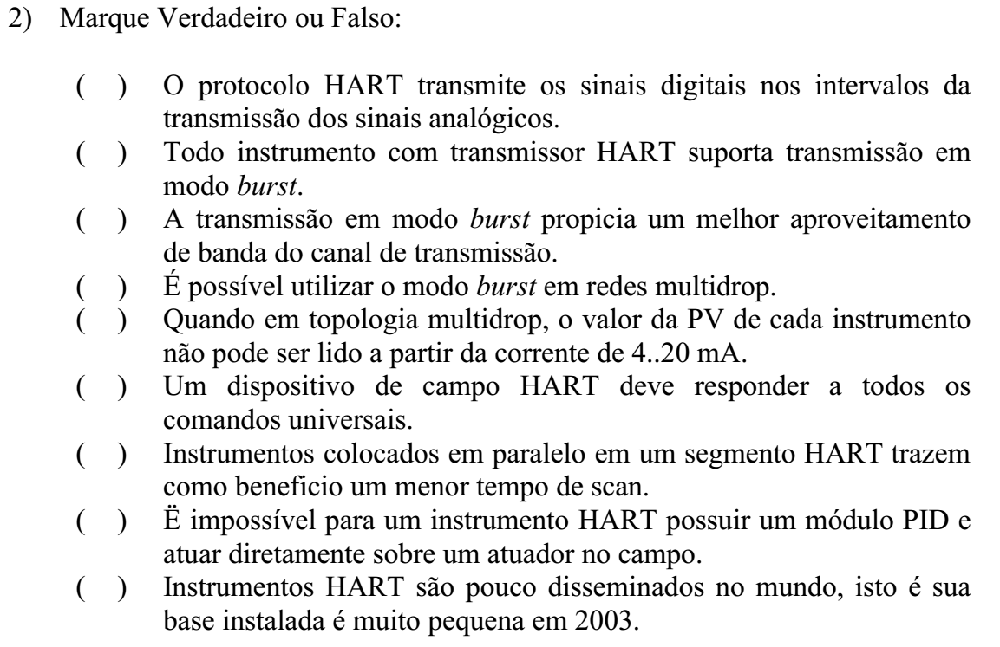 2) Marque Verdadeiro ou Falso:
( ) O protocolo HART transmite os sinais digitais nos intervalos da
transmissão dos sinais analógicos.
( ) Todo instrumento com transmissor HART suporta transmissão em
modo burst.
( ) A transmissão em modo burst propicia um melhor aproveitamento
de banda do canal de transmissão.
( ) É possível utilizar o modo burst em redes multidrop.
( ) Quando em topologia multidrop, o valor da PV de cada instrumento
não pode ser lido a partir da corrente de 4..20 mA.
( ) Um dispositivo de campo HART deve responder a todos os
comandos universais.
( ) Instrumentos colocados em paralelo em um segmento HART trazem
como beneficio um menor tempo de scan.
( ) Ë impossível para um instrumento HART possuir um módulo PID e
atuar diretamente sobre um atuador no campo.
( ) Instrumentos HART são pouco disseminados no mundo, isto é sua
base instalada é muito pequena em 2003.